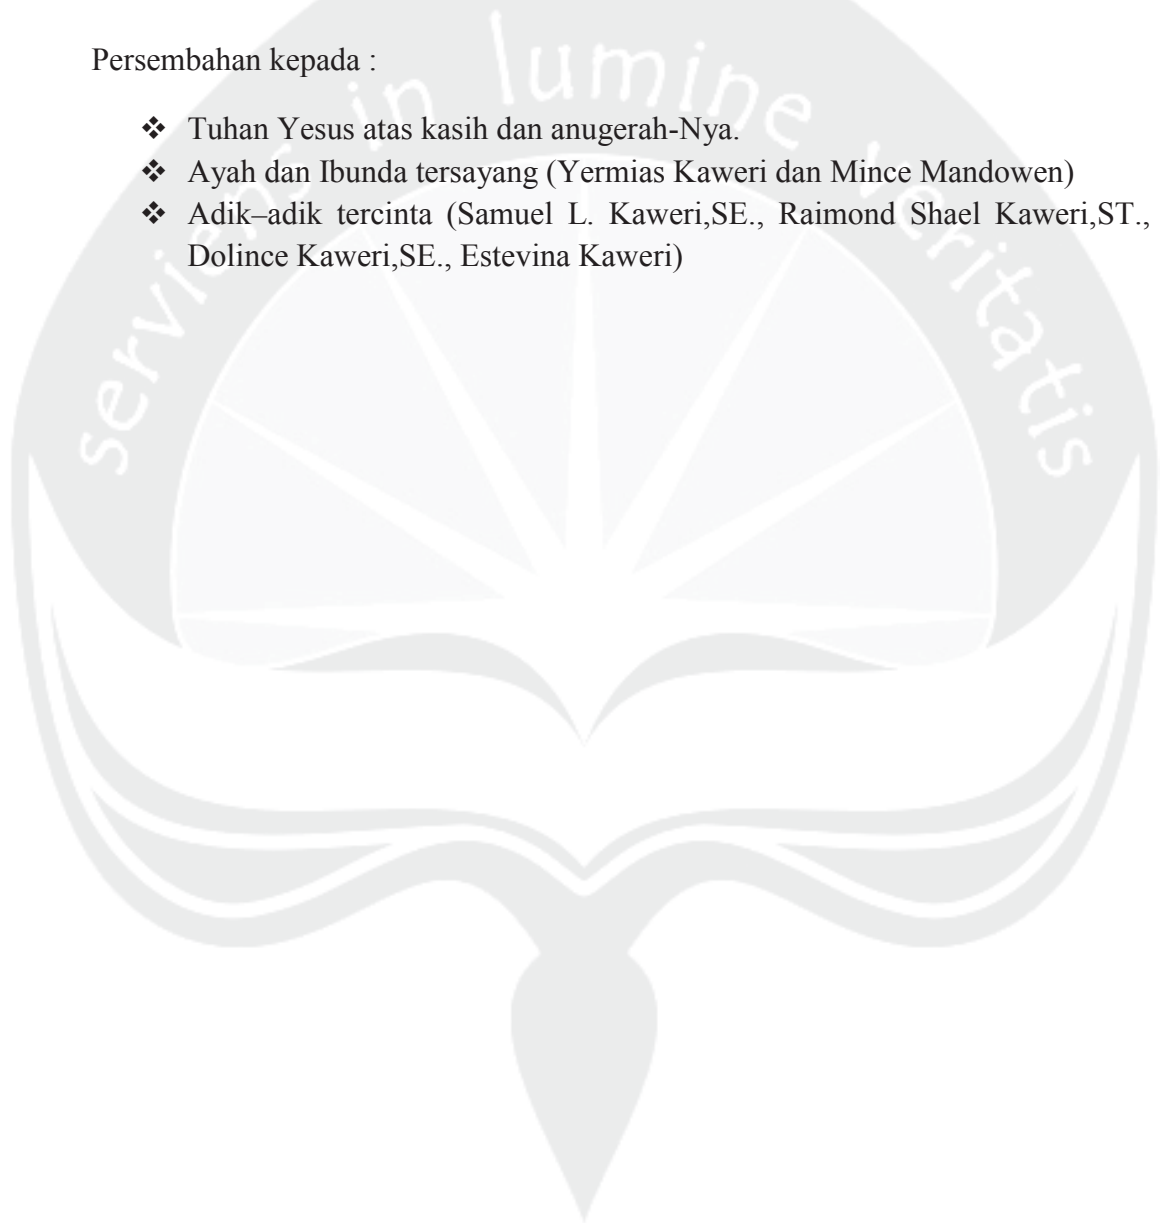 Persembahan kepada :
❖ Tuhan Yesus atas kasih dan anugerah-Nya.
❖ Ayah dan Ibunda tersayang (Yermias Kaweri dan Mince Mandowen)
❖ Adik–adik tercinta (Samuel L. Kaweri,SE., Raimond Shael Kaweri,ST.,
Dolince Kaweri,SE., Estevina Kaweri)
serviens in lumine veritatis